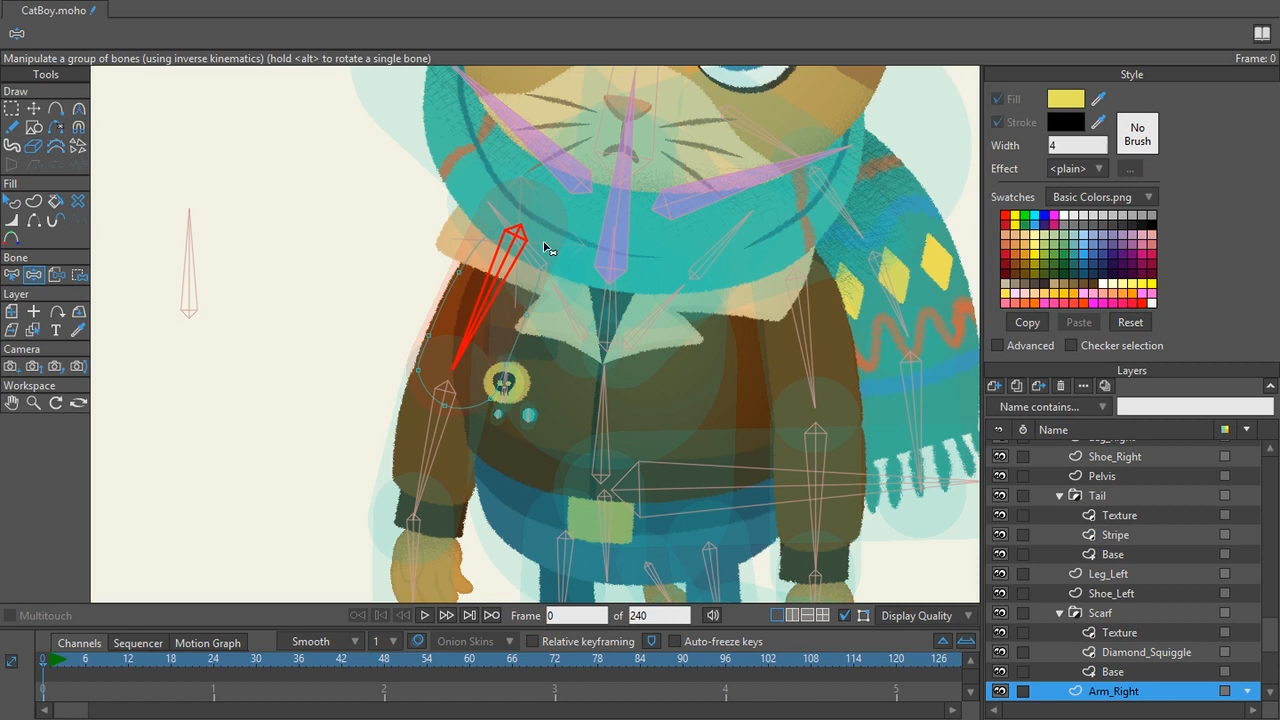 CatBoy.moho
Manipulate a group of bones (using inverse kinematics) (hold <alt> to rotate a single bone)
Frame: 0
Tools
Draw
Fill
Bone
Layer
Camera
Workspace
Style
Fill
Stroke
Width
4
No
Brush
Effect
<plain>
...
Swatches
Basic Colors.png
Copy
Paste
Reset
Advanced
Checker selection
Layers
Name contains...
Name
Leg_Right
Shoe_Right
Pelvis
Tail
Texture
Stripe
Base
Leg_Left
Shoe_Left
Scarf
Texture
Diamond_Squiggle
Base
Arm_Right
Multitouch
Frame
0
of
240
Display Quality
Channels
Sequencer
Motion Graph
Smooth
1
Onion Skins
Relative keyframing
Auto-freeze keys
0 6 12 18 24 30 36 42 48 54 60 66 72 78 84 90 96 102 108 114 120 126
0 1 2 3 4 5